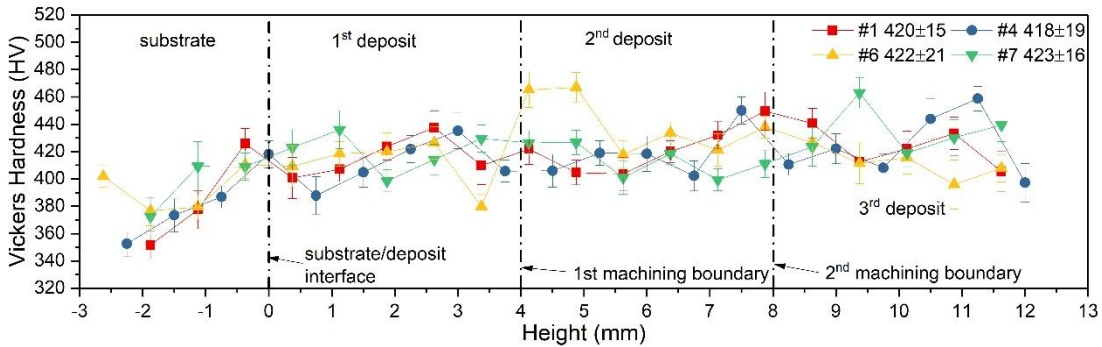 520
500
480
460
440
420
400
380
360
340
320
Vickers Hardness (HV)
substrate
1st deposit
2nd deposit
#1 420±15
#4 418±19
#6 422±21
#7 423±16
3rd deposit
substrate/deposit
interface
1st machining boundary
2nd machining boundary
-3 -2 -1 0 1 2 3 4 5 6 7 8 9 10 11 12 13
Height (mm)